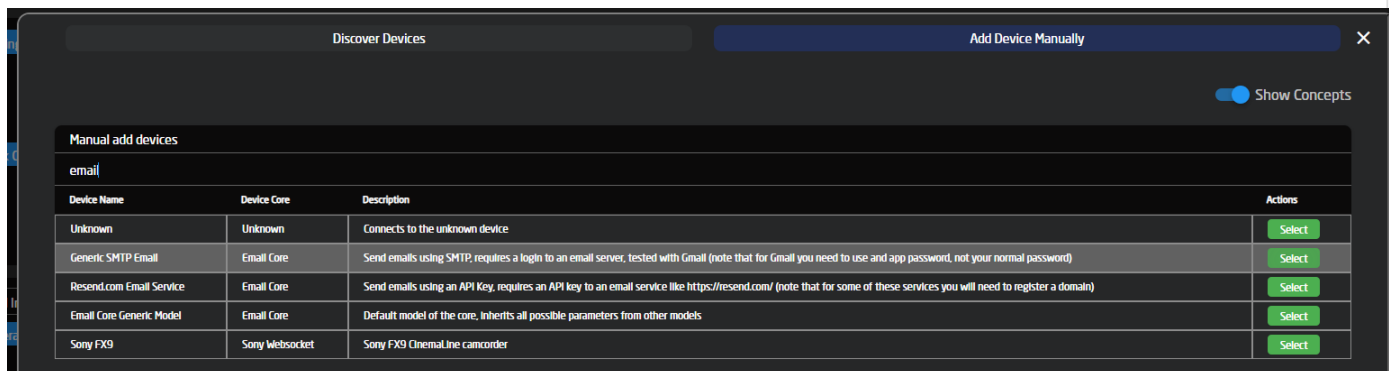 Discover Devices Add Device Manually
Show Concepts
Manual add devices
email
Device Name Device Core Description Actions
Unknown Unknown Connects to the unknown device Select
Generic SMTP Email Email Core Send emails using SMTP, requires a login to an email server, tested with Gmail (note that for Gmail you need to use and app password, not your normal password) Select
Resend.com Email Service Email Core Send emails using an API Key, requires an API key to an email service like https://resend.com/ (note that for some of these services you will need to register a domain) Select
Email Core Generic Model Email Core Default model of the core, inherits all possible parameters from other models Select
Sony FX9 Sony Websocket Sony FX9 CinemaLine camcorder Select